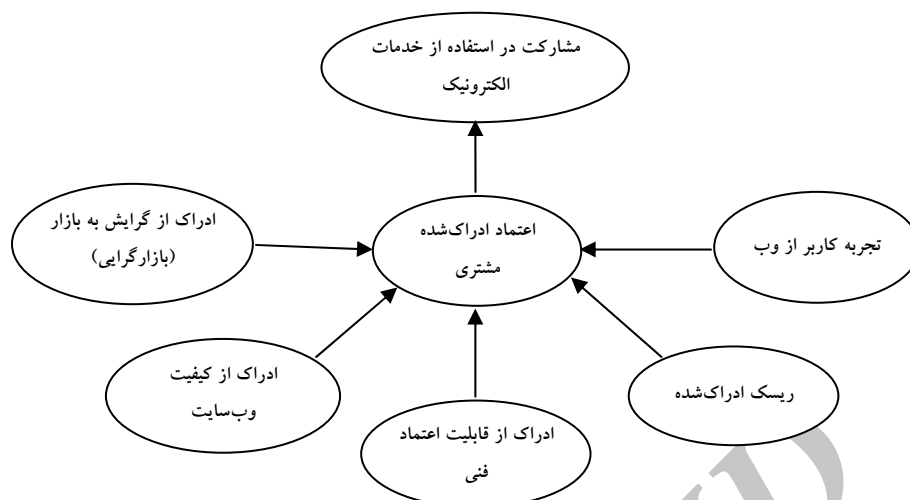 مشارکت در استفاده از خدمات
الکترونیک
اعتماد ادراک‌شده
مشتری
ادراک از گرایش به بازار
(بازارگرایی)
تجربه کاربر از وب
ادراک از کیفیت
وب‌سایت
ریسک ادراک‌شده
ادراک از قابلیت اعتماد
فنی